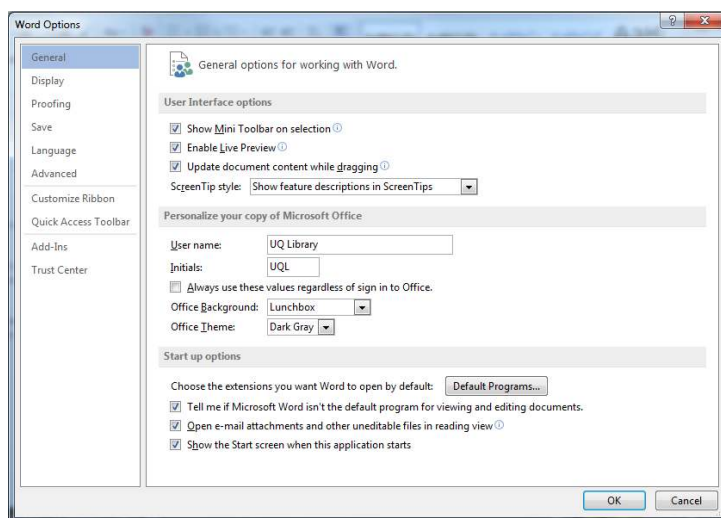 Word Options
General
Display
Proofing
Save
Language
Advanced
Customize Ribbon
Quick Access Toolbar
Add-Ins
Trust Center
General options for working with Word.
User Interface options
Show Mini Toolbar on selection
Enable Live Preview
Update document content while dragging
ScreenTip style: Show feature descriptions in ScreenTips
Personalize your copy of Microsoft Office
User name: UQ Library
Initials: UQL
Always use these values regardless of sign in to Office.
Office Background: Lunchbox
Office Theme: Dark Gray
Start up options
Choose the extensions you want Word to open by default: Default Programs...
Tell me if Microsoft Word isn't the default program for viewing and editing documents.
Open e-mail attachments and other uneditable files in reading view
Show the Start screen when this application starts
OK Cancel